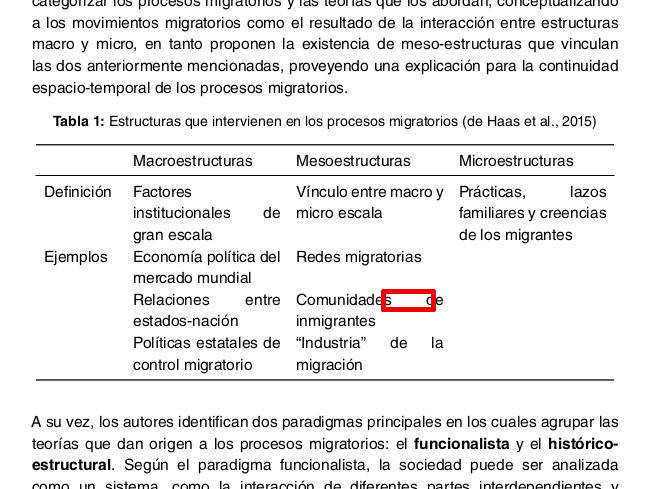 categorizar los procesos migratorios y las teorías que los abordan, conceptualizando
a los movimientos migratorios como el resultado de la interacción entre estructuras
macro y micro, en tanto proponen la existencia de meso-estructuras que vinculan
las dos anteriormente mencionadas, proveyendo una explicación para la continuidad
espacio-temporal de los procesos migratorios.
Tabla 1: Estructuras que intervienen en los procesos migratorios (de Haas et al., 2015)
Macroestructuras Mesoestructuras Microestructuras
Definición Factores Vínculo entre macro y Prácticas, lazos
institucionales de micro escala familiares y creencias
gran escala de los migrantes
Ejemplos Economía política del Redes migratorias
mercado mundial
Relaciones entre Comunidades de
estados-nación inmigrantes
Políticas estatales de “Industria” de la
control migratorio migración
A su vez, los autores identifican dos paradigmas principales en los cuales agrupar las
teorías que dan origen a los procesos migratorios: el funcionalista y el histórico-
estructural. Según el paradigma funcionalista, la sociedad puede ser analizada
como un sistema, como la interacción de diferentes partes interdependientes y